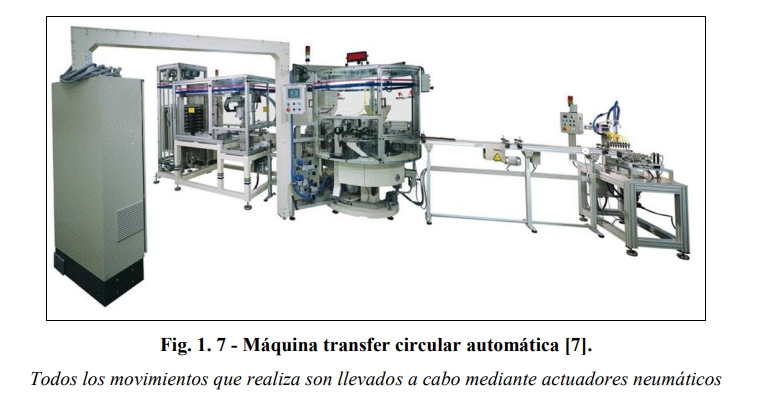 Fig. 1. 7 - Máquina transfer circular automática [7].
Todos los movimientos que realiza son llevados a cabo mediante actuadores neumáticos